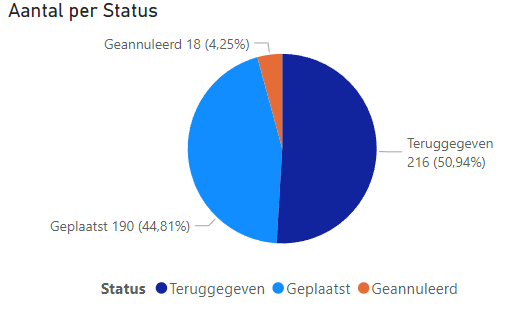 Aantal per Status
Geannuleerd 18 (4,25%)
Teruggegeven
216 (50,94%)
Geplaatst 190 (44,81%)
Status Teruggegeven Geplaatst Geannuleerd